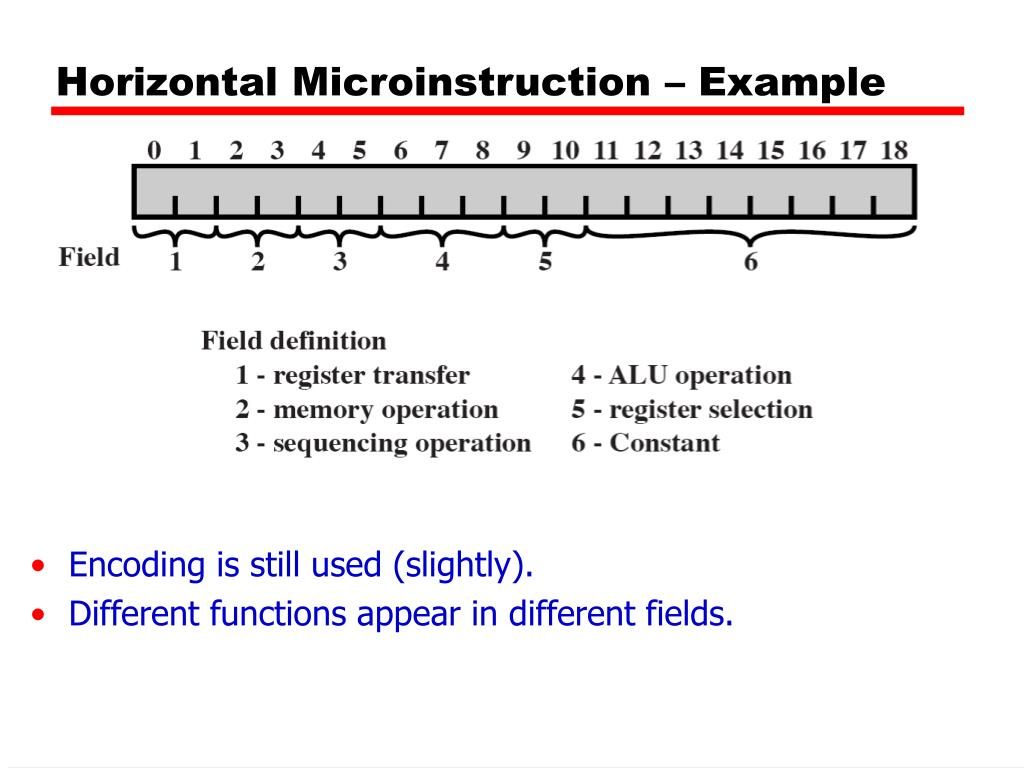 Horizontal Microinstruction – Example
0 1 2 3 4 5 6 7 8 9 10 11 12 13 14 15 16 17 18
Field 1 2 3 4 5 6
Field definition
1 - register transfer 4 - ALU operation
2 - memory operation 5 - register selection
3 - sequencing operation 6 - Constant
• Encoding is still used (slightly).
• Different functions appear in different fields.